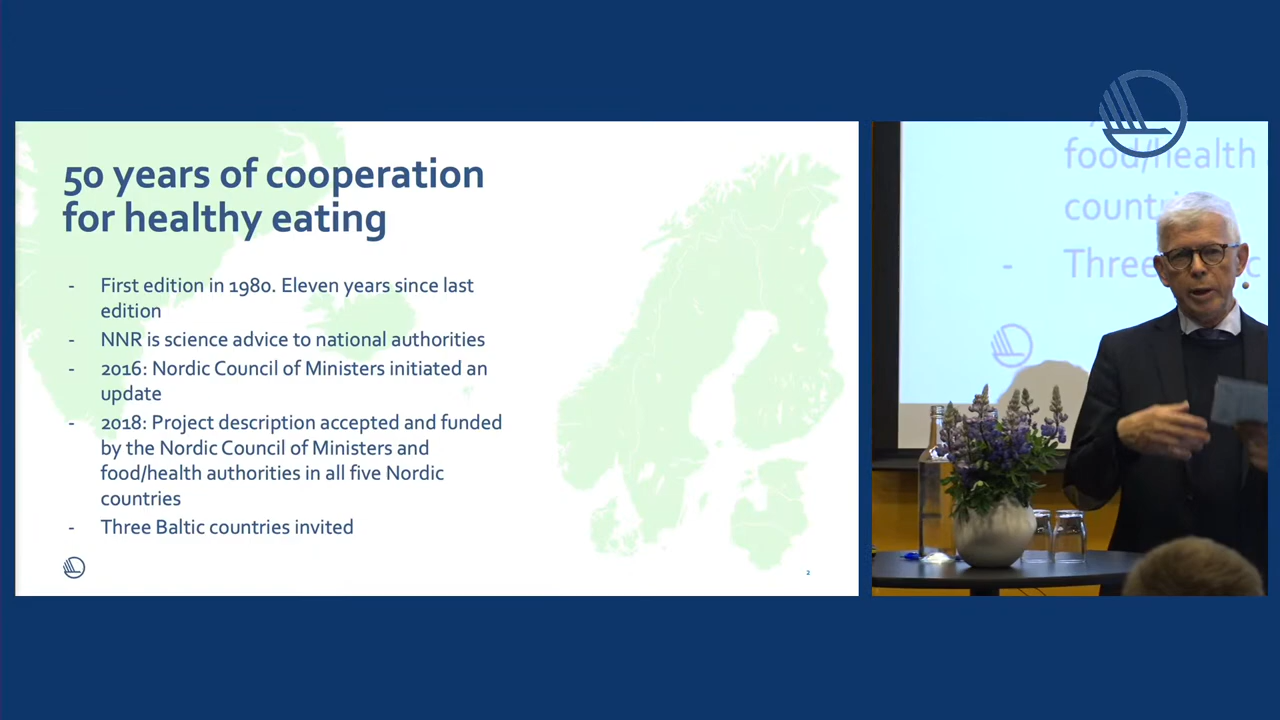 50 years of cooperation
for healthy eating
- First edition in 1980. Eleven years since last
edition
- NNR is science advice to national authorities
- 2016: Nordic Council of Ministers initiated an
update
- 2018: Project description accepted and funded
by the Nordic Council of Ministers and
food/health authorities in all five Nordic
countries
- Three Baltic countries invited
2
food/health
- Three